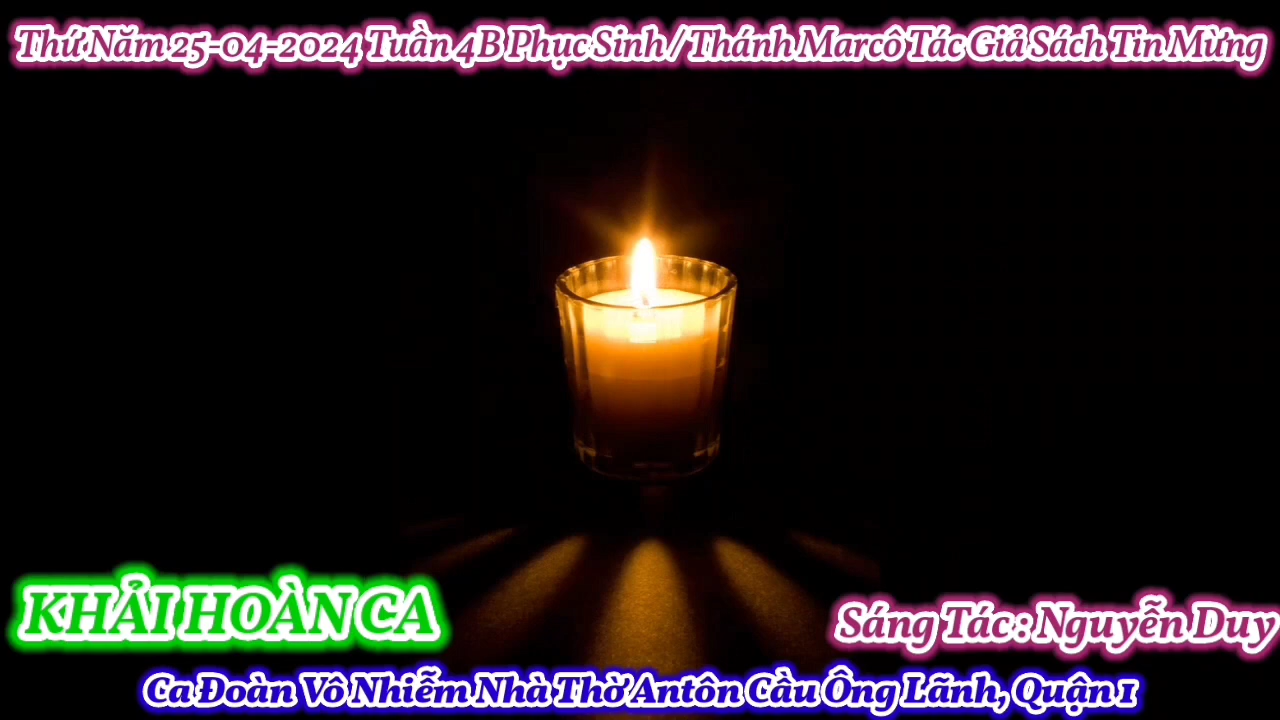 Thứ Năm 25-04-2024 Tuần 4B Phục Sinh/Thánh Marcô Tác Giả Sách Tin Mừng
KHẢI HOÀN CA
Sáng Tác : Nguyễn Duy
Ca Đoàn Vô Nhiễm Nhà Thờ Antôn Cầu Ông Lãnh, Quận 1